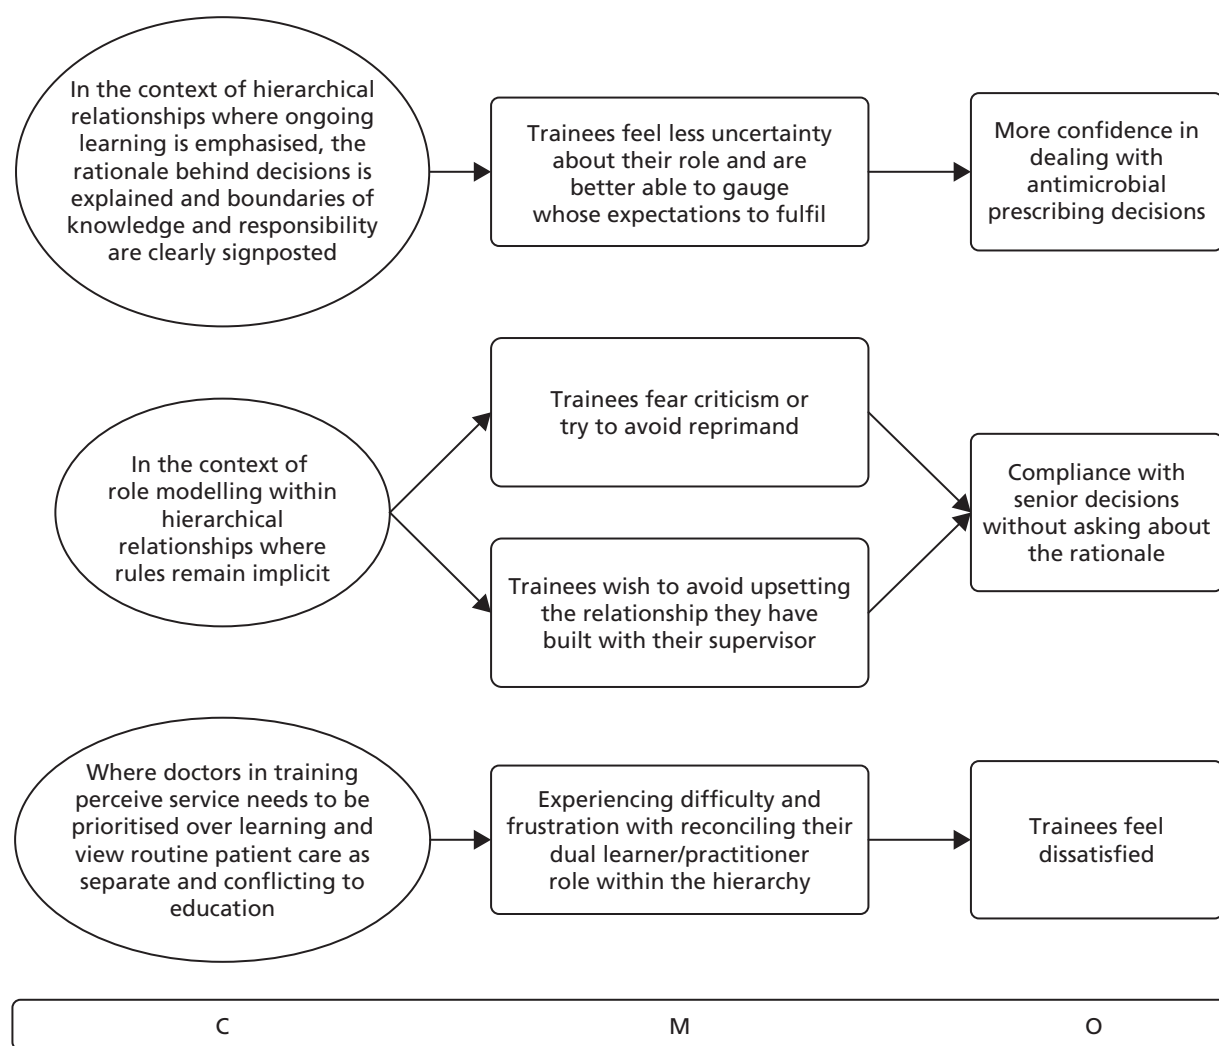 In the context of hierarchical
relationships where ongoing
learning is emphasised, the
rationale behind decisions is
explained and boundaries of
knowledge and responsibility
are clearly signposted
Trainees feel less uncertainty
about their role and are
better able to gauge
whose expectations to fulfil
More confidence in
dealing with
antimicrobial
prescribing decisions
In the context of
role modelling within
hierarchical
relationships where
rules remain implicit
Trainees fear criticism or
try to avoid reprimand
Trainees wish to avoid upsetting
the relationship they have
built with their supervisor
Compliance with
senior decisions
without asking about
the rationale
Where doctors in training
perceive service needs to be
prioritised over learning and
view routine patient care as
separate and conflicting to
education
Experiencing difficulty and
frustration with reconciling their
dual learner/practitioner
role within the hierarchy
Trainees feel
dissatisfied
C M O